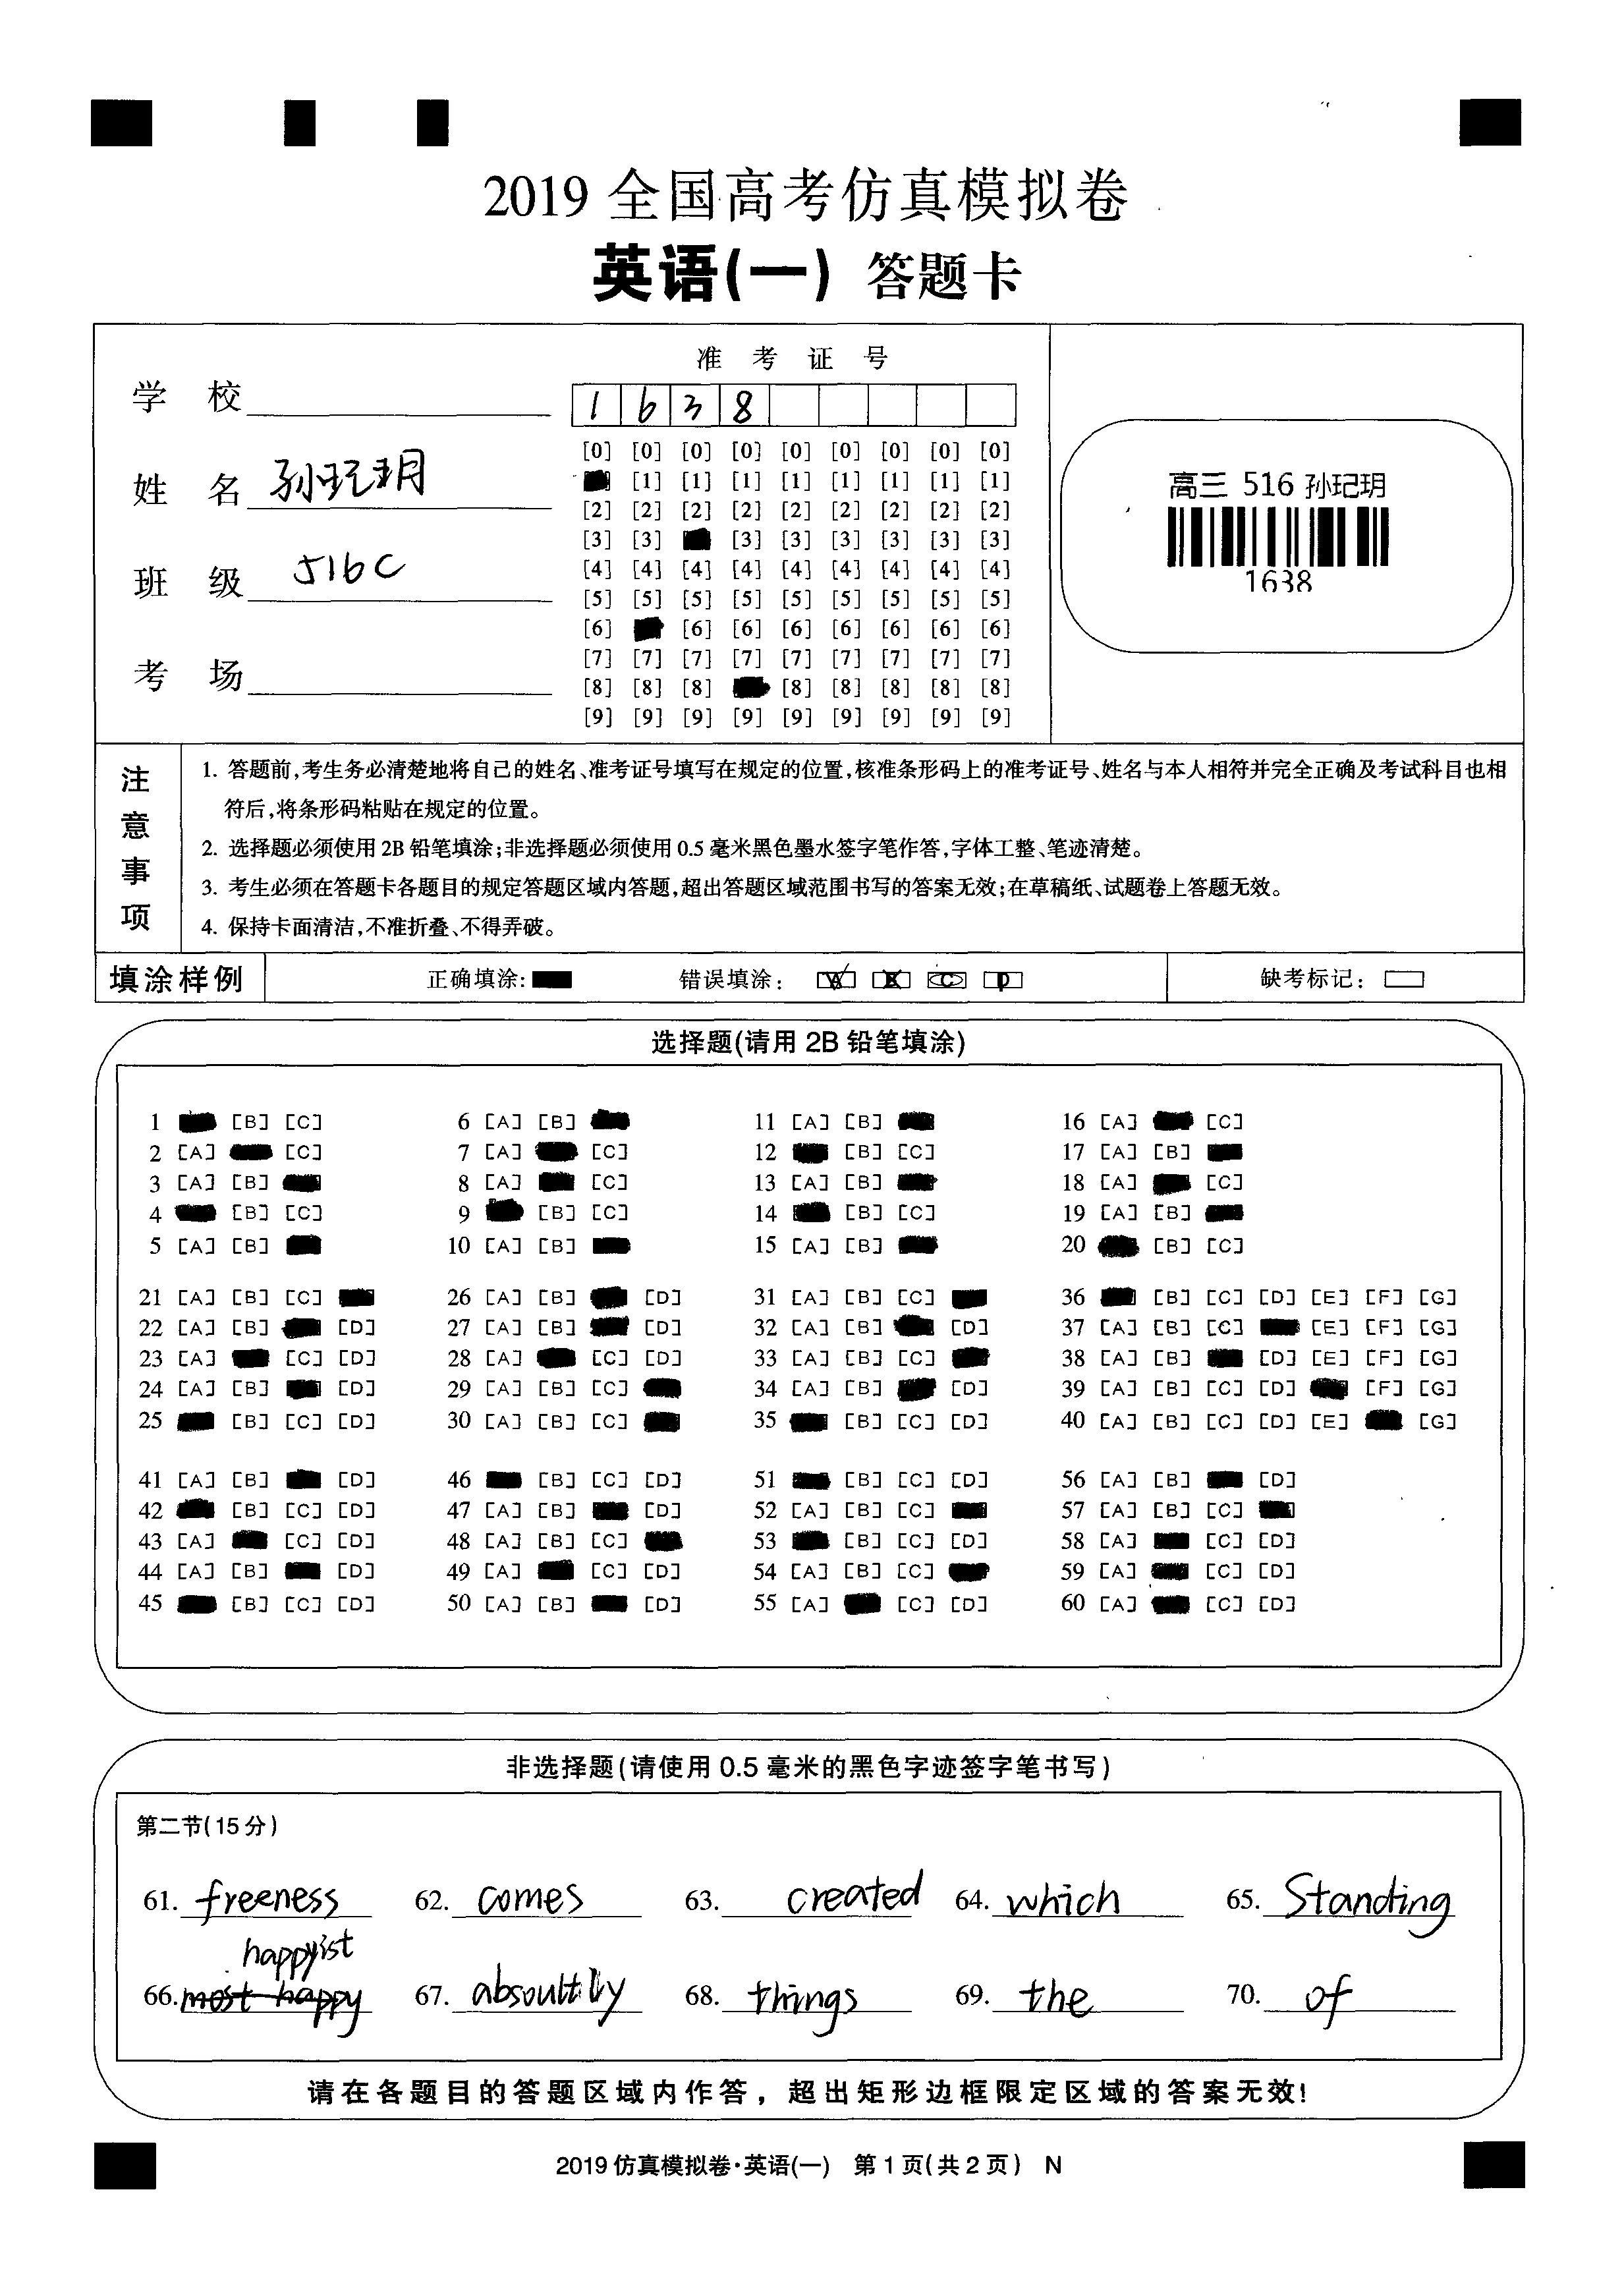 2019 全国高考仿真模拟卷
英语(一) 答题卡
准 考 证 号
学 校
1 6 3 8
姓 名 孙玘玥
班 级 516C
考 场
[0] [0] [0] [0] [0] [0] [0] [0] [0]
[1] [1] [1] [1] [1] [1] [1] [1]
[2] [2] [2] [2] [2] [2] [2] [2] [2]
[3] [3] [3] [3] [3] [3] [3] [3]
[4] [4] [4] [4] [4] [4] [4] [4] [4]
[5] [5] [5] [5] [5] [5] [5] [5] [5]
[6] [6] [6] [6] [6] [6] [6] [6]
[7] [7] [7] [7] [7] [7] [7] [7] [7]
[8] [8] [8] [8] [8] [8] [8] [8]
[9] [9] [9] [9] [9] [9] [9] [9] [9]
高三 516 孙玘玥
1638
注意事项
1. 答题前,考生务必清楚地将自己的姓名、准考证号填写在规定的位置,核准条形码上的准考证号、姓名与本人相符并完全正确及考试科目也相
符后,将条形码粘贴在规定的位置。
2. 选择题必须使用 2B 铅笔填涂;非选择题必须使用 0.5 毫米黑色墨水签字笔作答,字体工整、笔迹清楚。
3. 考生必须在答题卡各题目的规定答题区域内答题,超出答题区域范围书写的答案无效;在草稿纸、试题卷上答题无效。
4. 保持卡面清洁,不准折叠、不得弄破。
填涂样例 正确填涂: 错误填涂: A B C D 缺考标记:
选择题(请用 2B 铅笔填涂)
1 [B] [C] 6 [A] [B] 11 [A] [B] 16 [A] [C]
2 [A] [C] 7 [A] [C] 12 [B] [C] 17 [A] [B]
3 [A] [B] 8 [A] [C] 13 [A] [B] 18 [A] [C]
4 [B] [C] 9 [B] [C] 14 [B] [C] 19 [A] [B]
5 [A] [B] 10 [A] [B] 15 [A] [B] 20 [B] [C]
21 [A] [B] [C] 26 [A] [B] [D] 31 [A] [B] [C] 36 [B] [C] [D] [E] [F] [G]
22 [A] [B] [D] 27 [A] [B] [D] 32 [A] [B] [D] 37 [A] [B] [C] [E] [F] [G]
23 [A] [C] [D] 28 [A] [C] [D] 33 [A] [B] [C] 38 [A] [B] [D] [E] [F] [G]
24 [A] [B] [D] 29 [A] [B] [C] 34 [A] [B] [D] 39 [A] [B] [C] [D] [F] [G]
25 [B] [C] [D] 30 [A] [B] [C] 35 [B] [C] [D] 40 [A] [B] [C] [D] [E] [G]
41 [A] [B] [D] 46 [B] [C] [D] 51 [B] [C] [D] 56 [A] [B] [D]
42 [B] [C] [D] 47 [A] [B] [D] 52 [A] [B] [C] 57 [A] [B] [C]
43 [A] [C] [D] 48 [A] [B] [C] 53 [B] [C] [D] 58 [A] [C] [D]
44 [A] [B] [D] 49 [A] [C] [D] 54 [A] [B] [C] 59 [A] [C] [D]
45 [B] [C] [D] 50 [A] [B] [D] 55 [A] [C] [D] 60 [A] [C] [D]
非选择题(请使用 0.5 毫米的黑色字迹签字笔书写)
第二节(15 分)
61. freeness 62. comes 63. created 64. which 65. Standing
happyist
66. most happy 67. absoultly 68. things 69. the 70. of
请在各题目的答题区域内作答，超出矩形边框限定区域的答案无效!
2019 仿真模拟卷·英语(一) 第 1 页(共 2 页) N